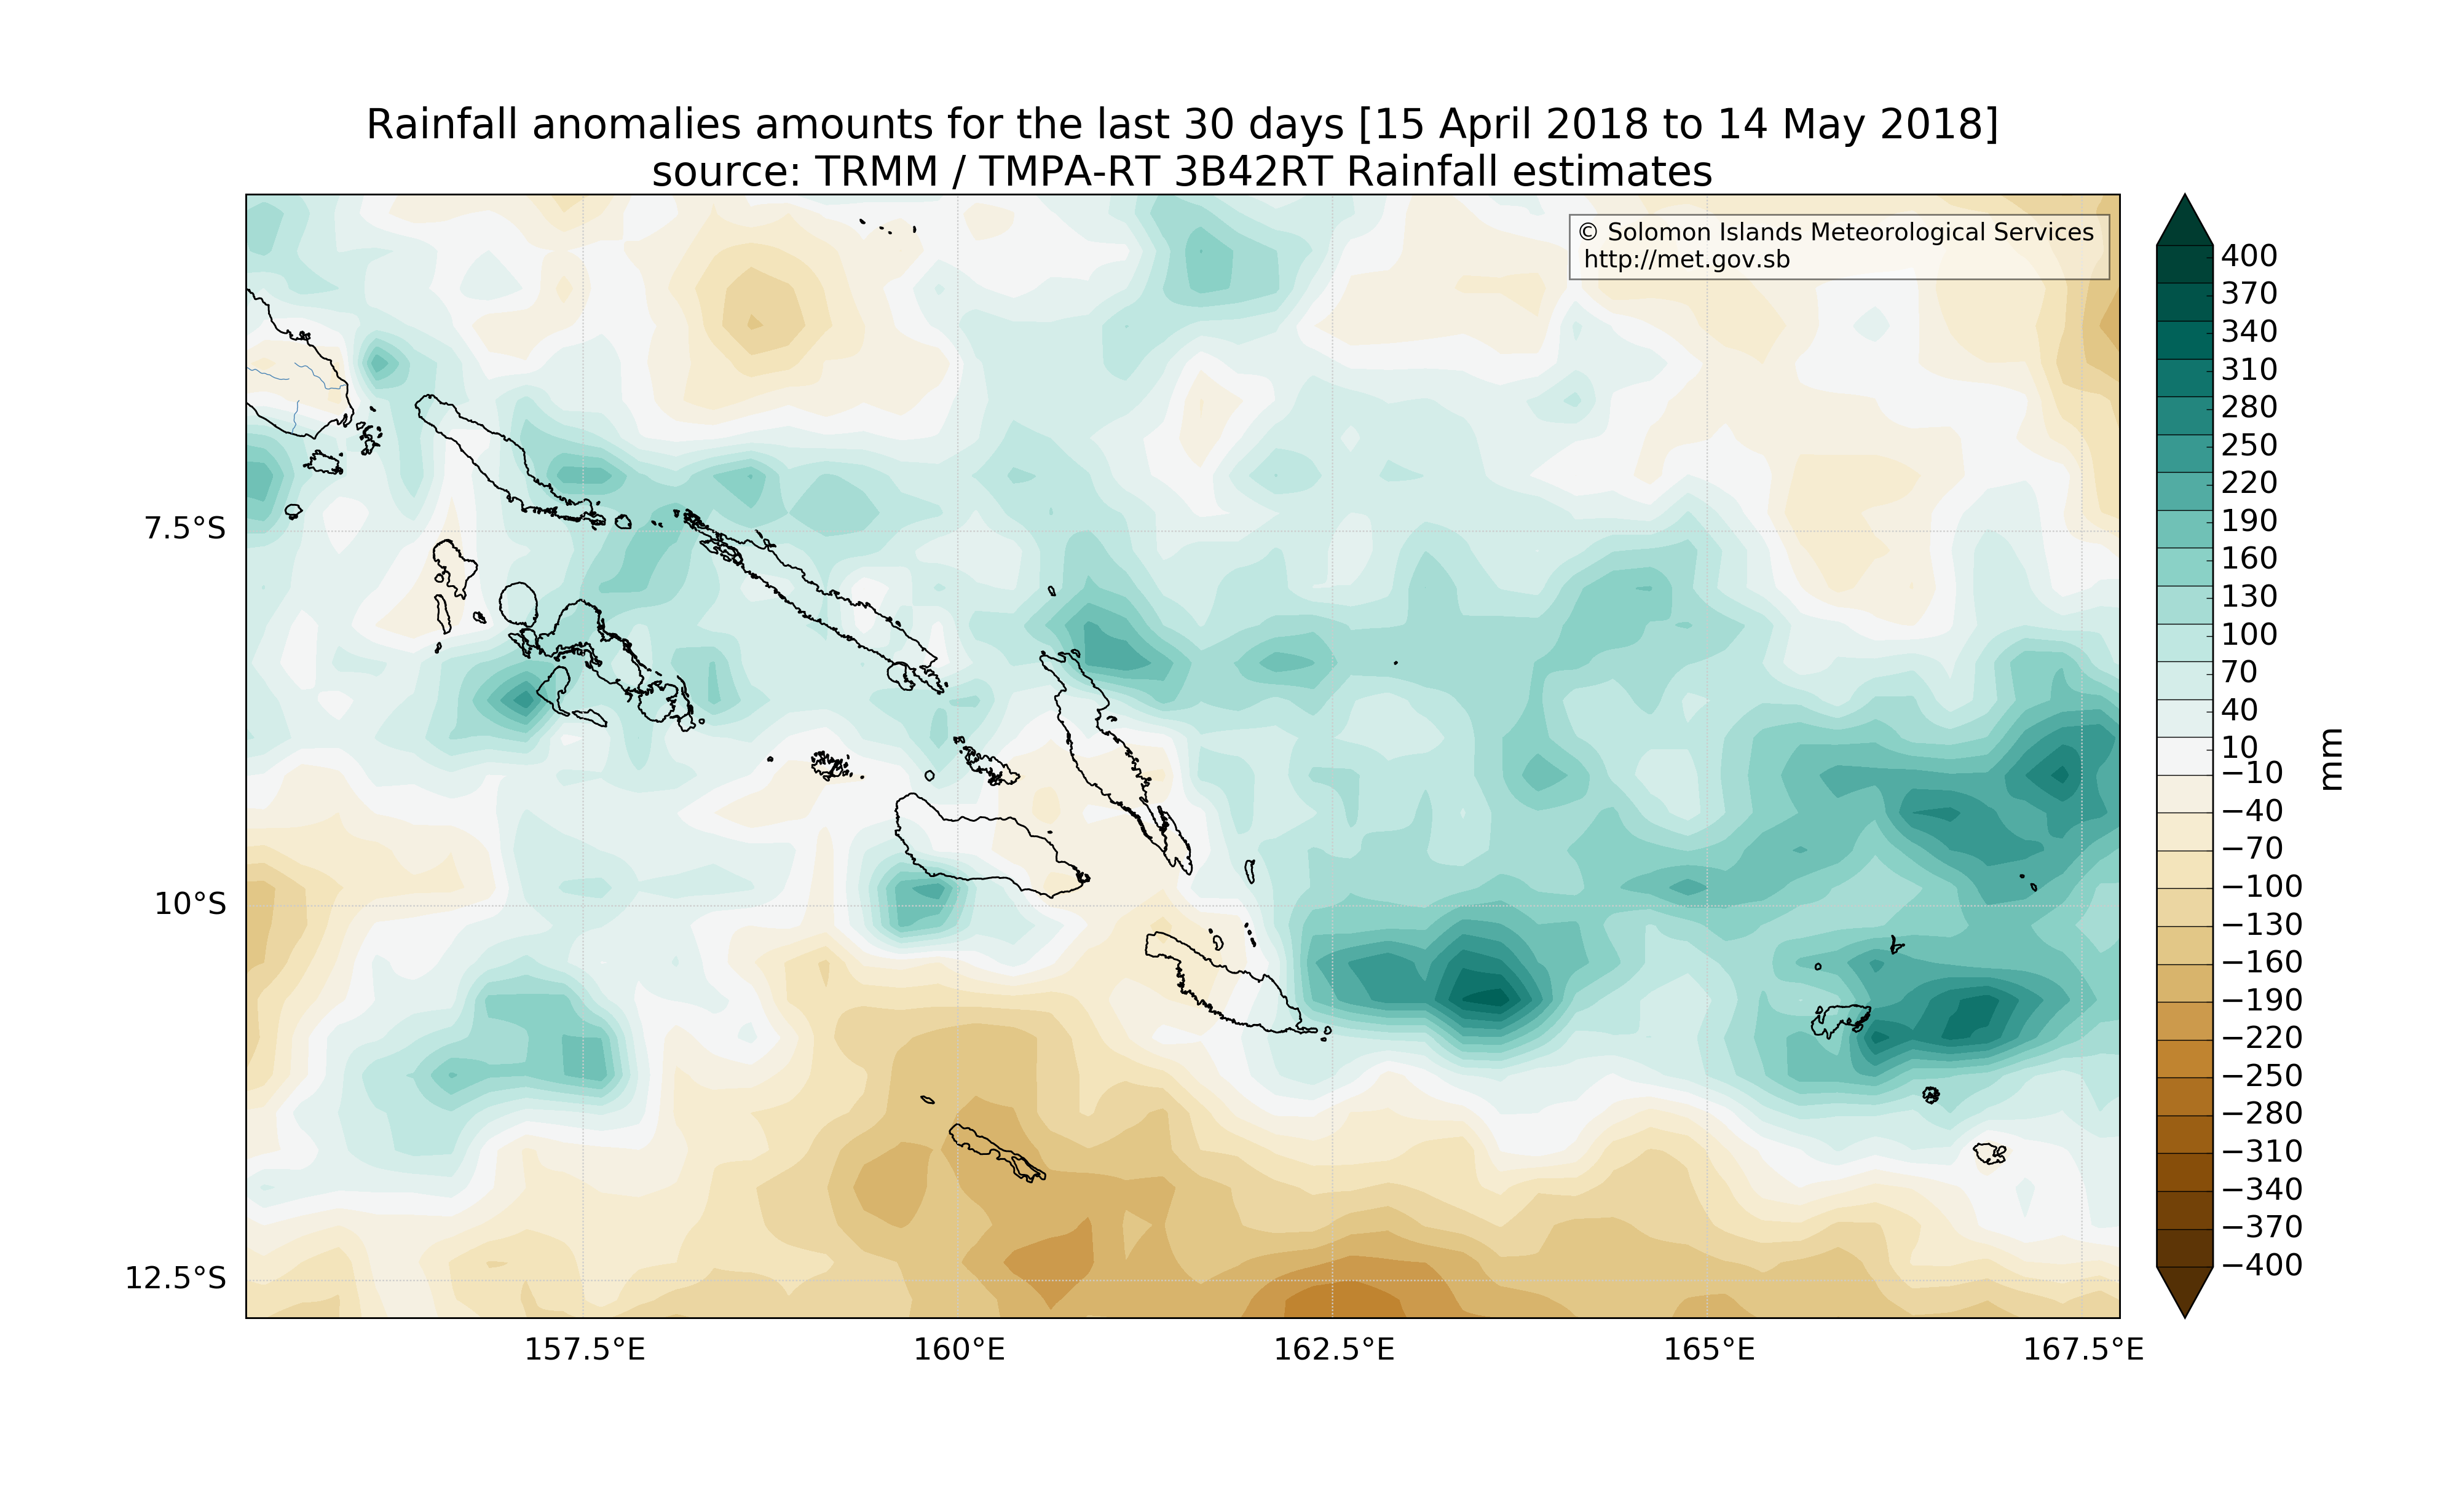 Rainfall anomalies amounts for the last 30 days [15 April 2018 to 14 May 2018]
source: TRMM / TMPA-RT 3B42RT Rainfall estimates
© Solomon Islands Meteorological Services
http://met.gov.sb
7.5°S
10°S
12.5°S
157.5°E
160°E
162.5°E
165°E
167.5°E
400
370
340
310
280
250
220
190
160
130
100
70
40
10
−10
−40
−70
−100
−130
−160
−190
−220
−250
−280
−310
−340
−370
−400
mm